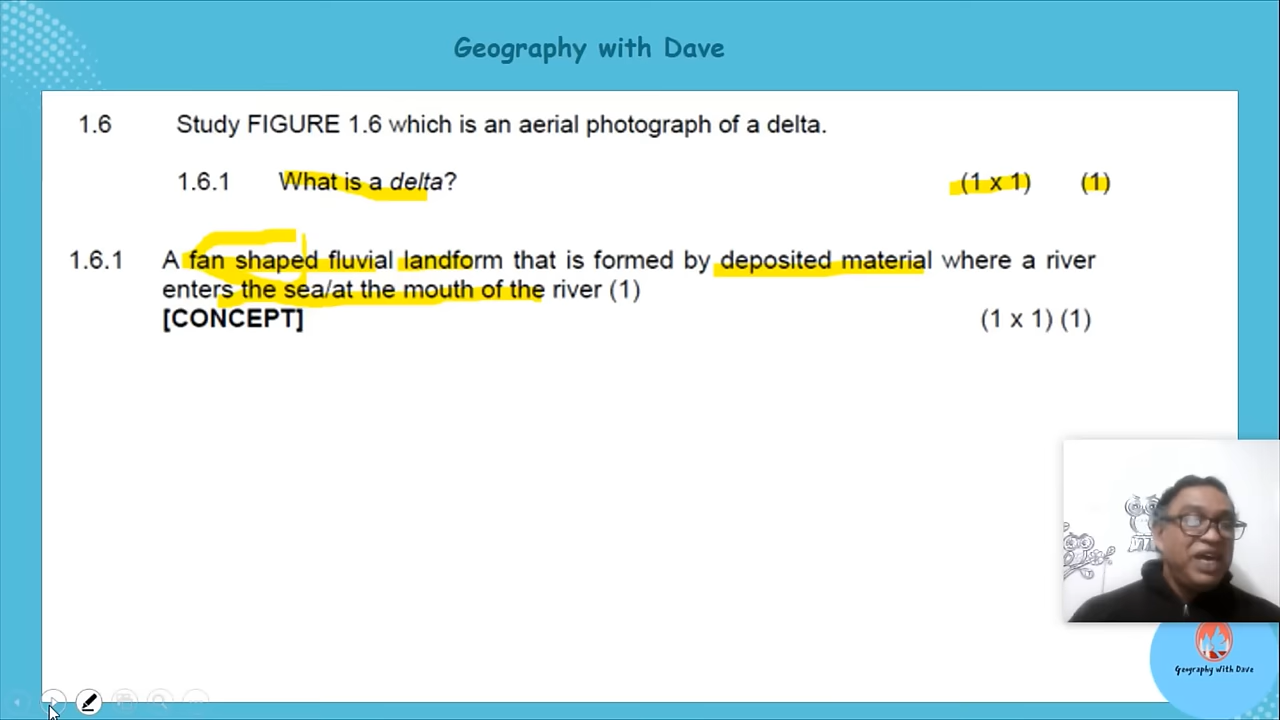 Geography with Dave
1.6 Study FIGURE 1.6 which is an aerial photograph of a delta.
1.6.1 What is a delta? (1 x 1) (1)
1.6.1 A fan shaped fluvial landform that is formed by deposited material where a river
enters the sea/at the mouth of the river (1)
[CONCEPT] (1 x 1) (1)
Geography with Dave